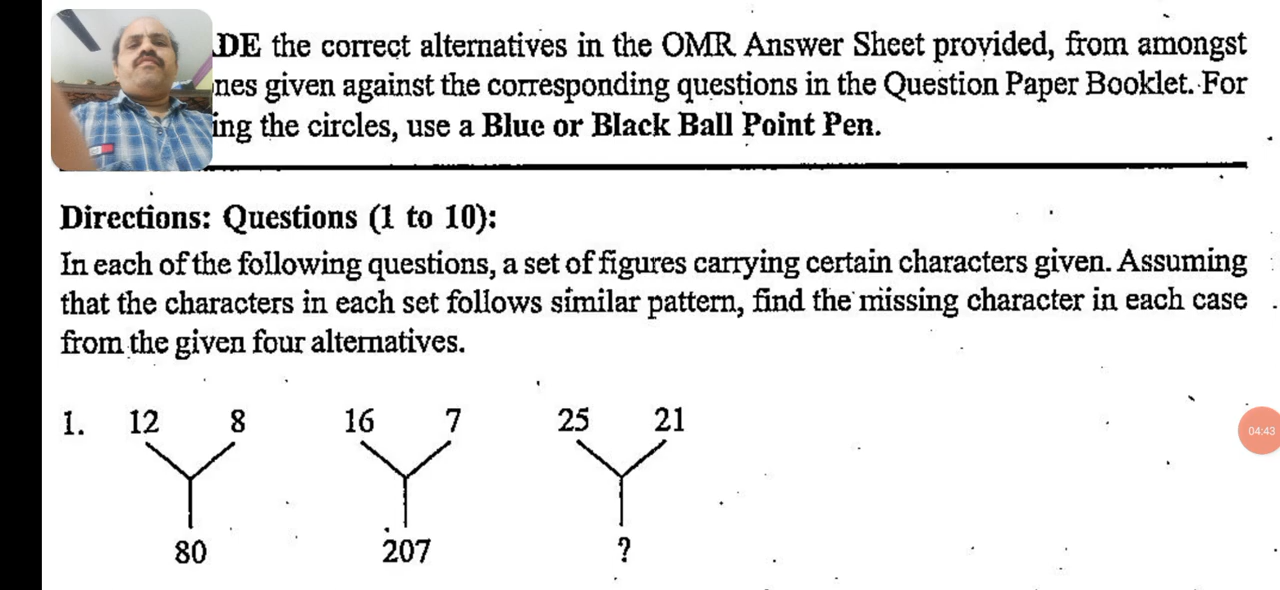 DE the correct alternatives in the OMR Answer Sheet provided, from amongst
nes given against the corresponding questions in the Question Paper Booklet. For
ing the circles, use a Blue or Black Ball Point Pen.
Directions: Questions (1 to 10):
In each of the following questions, a set of figures carrying certain characters given. Assuming
that the characters in each set follows similar pattern, find the missing character in each case
from the given four alternatives.
1. 12 8 16 7 25 21
04:43
80 207 ?